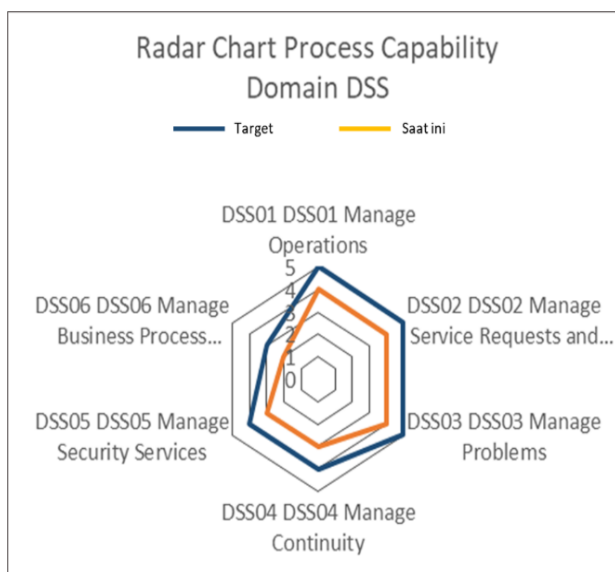 Radar Chart Process Capability
Domain DSS
Target
Saat ini
DSS01 DSS01 Manage
Operations
5
4
3
2
1
0
DSS02 DSS02 Manage
Service Requests and...
DSS03 DSS03 Manage
Problems
DSS04 DSS04 Manage
Continuity
DSS05 DSS05 Manage
Security Services
DSS06 DSS06 Manage
Business Process...